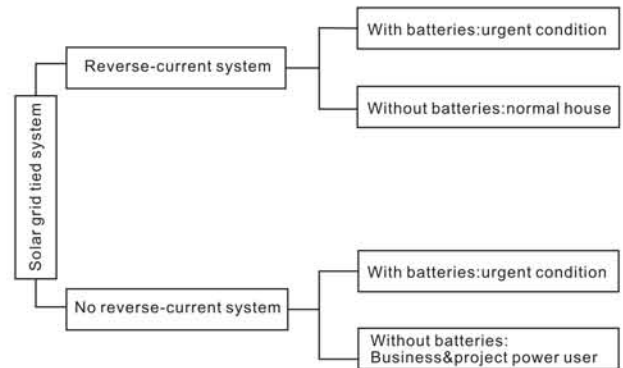 Solar grid tied system
Reverse-current system
With batteries:urgent condition
Without batteries:normal house
No reverse-current system
With batteries:urgent condition
Without batteries:
Business&project power user